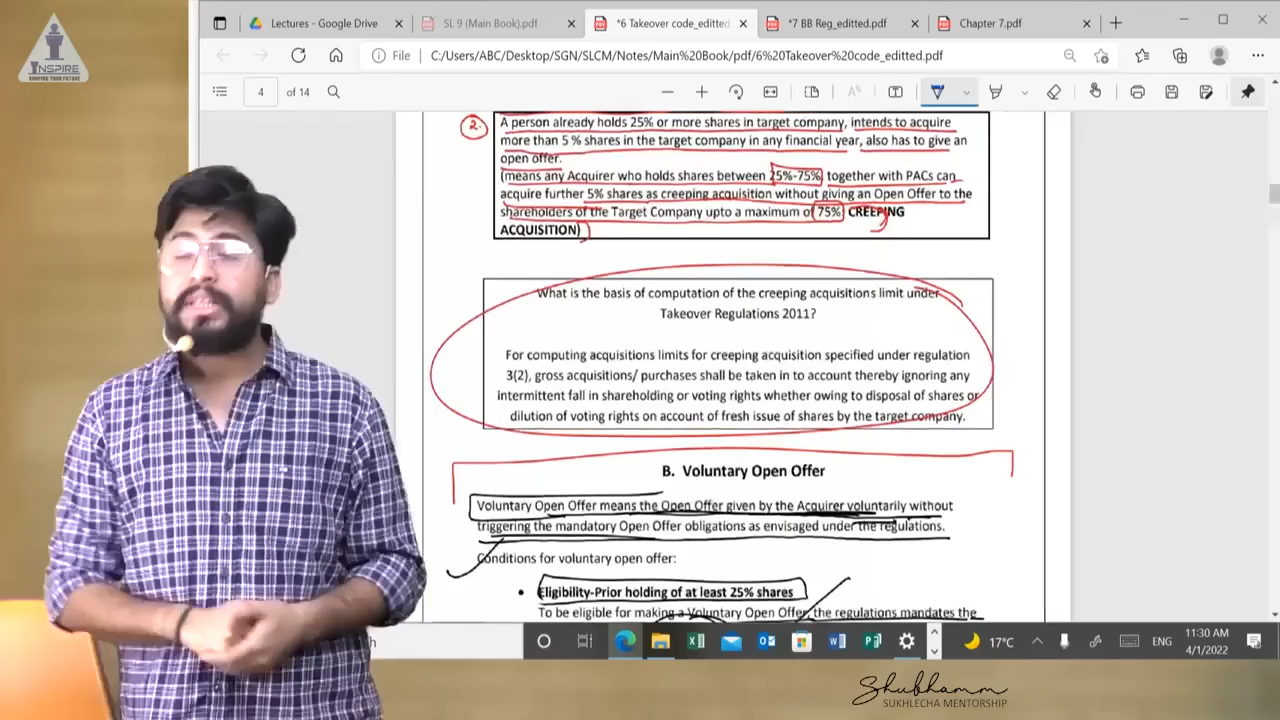 INSPIRE
SHAPING YOUR FUTURE
Lectures - Google Drive
SL 9 (Main Book).pdf
*6 Takeover code_editted
*7 BB Reg_editted.pdf
Chapter 7.pdf
File
C:/Users/ABC/Desktop/SGN/SLCM/Notes/Main%20Book/pdf/6%20Takeover%20code_editted.pdf
4 of 14
2.
A person already holds 25% or more shares in target company, intends to acquire
more than 5 % shares in the target company in any financial year, also has to give an
open offer.
(means any Acquirer who holds shares between 25%-75%, together with PACs can
acquire further 5% shares as creeping acquisition without giving an Open Offer to the
shareholders of the Target Company upto a maximum of 75% CREEPING
ACQUISITION)
What is the basis of computation of the creeping acquisitions limit under
Takeover Regulations 2011?
For computing acquisitions limits for creeping acquisition specified under regulation
3(2), gross acquisitions/ purchases shall be taken in to account thereby ignoring any
intermittent fall in shareholding or voting rights whether owing to disposal of shares or
dilution of voting rights on account of fresh issue of shares by the target company.
B. Voluntary Open Offer
Voluntary Open Offer means the Open Offer given by the Acquirer voluntarily without
triggering the mandatory Open Offer obligations as envisaged under the regulations.
Conditions for voluntary open offer:
• Eligibility-Prior holding of at least 25% shares
To be eligible for making a Voluntary Open Offer, the regulations mandates the
17°C
ENG
11:30 AM
4/1/2022
Shubhamm
SUKHLECHA MENTORSHIP